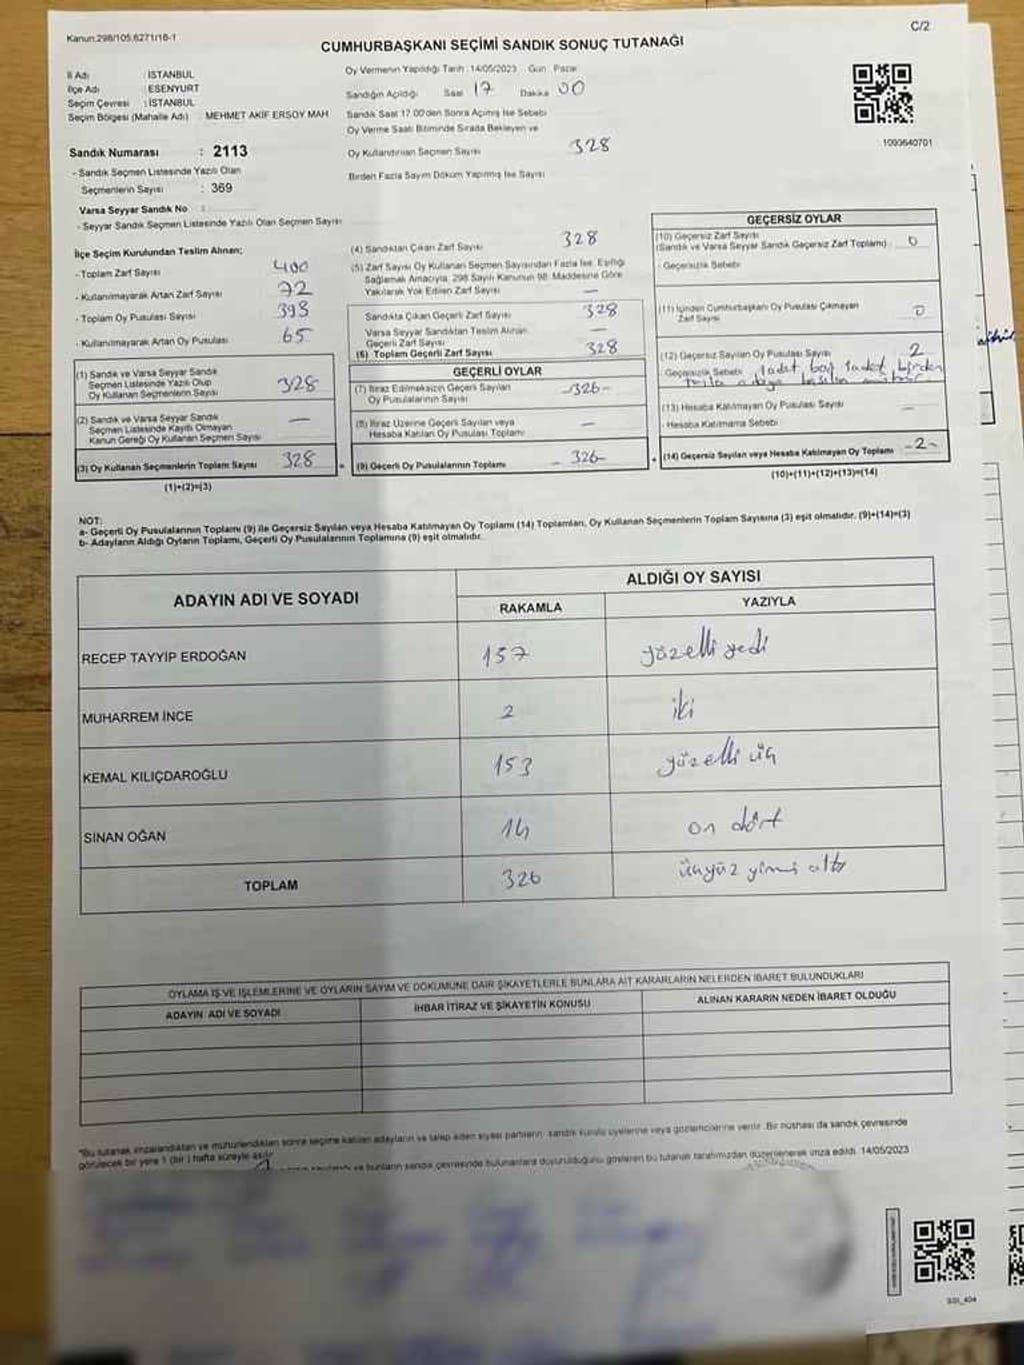 Kanun:298/105,6271/16-1
C/2
CUMHURBAŞKANI SEÇİMİ SANDIK SONUÇ TUTANAĞI
İl Adı : İSTANBUL
İlçe Adı : ESENYURT
Seçim Çevresi : İSTANBUL
Seçim Bölgesi (Mahalle Adı) MEHMET AKİF ERSOY MAH
Oy Vermenin Yapıldığı Tarih :14/05/2023 Gün : Pazar
Sandığın Açıldığı Saat 17 Dakika 00
Sandık Saat 17.00'den Sonra Açılmış İse Sebebi
Oy Verme Saati Bitiminde Sırada Bekleyen ve
Oy Kullandırılan Seçmen Sayısı 328
Birden Fazla Sayım Döküm Yapılmış İse Sayısı
1093640701
Sandık Numarası : 2113
- Sandık Seçmen Listesinde Yazılı Olan
Seçmenlerin Sayısı : 369
Varsa Seyyar Sandık No :
- Seyyar Sandık Seçmen Listesinde Yazılı Olan Seçmen Sayısı
İlçe Seçim Kurulundan Teslim Alınan;
- Toplam Zarf Sayısı 400
- Kullanılmayarak Artan Zarf Sayısı 72
- Toplam Oy Pusulası Sayısı 393
- Kullanılmayarak Artan Oy Pusulası 65
(1) Sandık ve Varsa Seyyar Sandık
Seçmen Listesinde Yazılı Olup
Oy Kullanan Seçmenlerin Sayısı 328
(2) Sandık ve Varsa Seyyar Sandık
Seçmen Listesinde Kayıtlı Olmayan
Kanun Gereği Oy Kullanan Seçmen Sayısı —
(3) Oy Kullanan Seçmenlerin Toplam Sayısı 328
(1)+(2)=(3)
(4) Sandıktan Çıkan Zarf Sayısı 328
(5) Zarf Sayısı Oy Kullanan Seçmen Sayısından Fazla İse, Eşitliği
Sağlamak Amacıyla, 298 Sayılı Kanunun 98. Maddesine Göre
Yakılarak Yok Edilen Zarf Sayısı —
Sandıkta Çıkan Geçerli Zarf Sayısı 328
Varsa Seyyar Sandıktan Teslim Alınan
Geçerli Zarf Sayısı —
(6) Toplam Geçerli Zarf Sayısı 328
GEÇERLİ OYLAR
(7) İtiraz Edilmeksizin Geçerli Sayılan
Oy Pusulalarının Sayısı -326-
(8) İtiraz Üzerine Geçerli Sayılan veya
Hesaba Katılan Oy Pusulası Toplamı —
= (9) Geçerli Oy Pusulalarının Toplamı - 326-
GEÇERSİZ OYLAR
(10) Geçersiz Zarf Sayısı
(Sandık ve Varsa Seyyar Sandık Geçersiz Zarf Toplamı) 0
- Geçersizlik Sebebi
(11) İçinden Cumhurbaşkanı Oy Pusulası Çıkmayan
Zarf Sayısı 0
(12) Geçersiz Sayılan Oy Pusulası Sayısı 2
- Geçersizlik Sebebi 1adet boş 1adet birden
fazla adaya
(13) Hesaba Katılmayan Oy Pusulası Sayısı —
- Hesaba Katılmama Sebebi
+ (14) Geçersiz Sayılan veya Hesaba Katılmayan Oy Toplamı -2-
(10)+(11)+(12)+(13)=(14)
NOT:
a- Geçerli Oy Pusulalarının Toplamı (9) ile Geçersiz Sayılan veya Hesaba Katılmayan Oy Toplamı (14) Toplamları, Oy Kullanan Seçmenlerin Toplam Sayısına (3) eşit olmalıdır. (9)+(14)=(3)
b- Adayların Aldığı Oyların Toplamı, Geçerli Oy Pusulalarının Toplamına (9) eşit olmalıdır.
ADAYIN ADI VE SOYADI
ALDIĞI OY SAYISI
RAKAMLA YAZIYLA
RECEP TAYYİP ERDOĞAN 157 yüzelli yedi
MUHARREM İNCE 2 iki
KEMAL KILIÇDAROĞLU 153 yüzelli üç
SİNAN OĞAN 14 on dört
TOPLAM 326 üçyüz yirmi altı
OYLAMA İŞ VE İŞLEMLERİNE VE OYLARIN SAYIM VE DÖKÜMÜNE DAİR ŞİKAYETLERLE BUNLARA AİT KARARLARIN NELERDEN İBARET BULUNDUKLARI
ADAYIN ADI VE SOYADI İHBAR İTİRAZ VE ŞİKAYETİN KONUSU ALINAN KARARIN NEDEN İBARET OLDUĞU
"Bu tutanak imzalandıktan ve mühürlendikten sonra seçime katılan adayların ve talep eden siyasi partilerin sandık kurulu üyelerine veya gözlemcilerine verilir. Bir nüshası da sandık çevresinde
görülecek bir yere 1 (bir) hafta süreyle asılır. ve bunların sandık çevresinde bulunanlara duyurulduğunu gösteren bu tutanak tarafımızdan düzenlenerek imza edildi. 14/05/2023
SSI_404